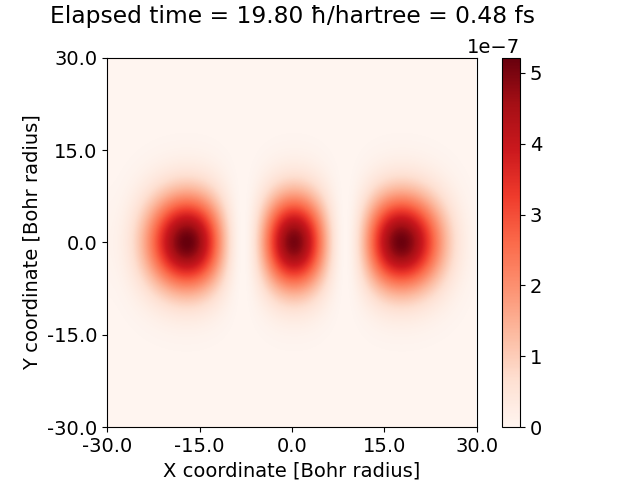 Elapsed time = 19.80 ħ/hartree = 0.48 fs
1e−7
30.0
15.0
0.0
-15.0
-30.0
Y coordinate [Bohr radius]
-30.0 -15.0 0.0 15.0 30.0
X coordinate [Bohr radius]
5
4
3
2
1
0